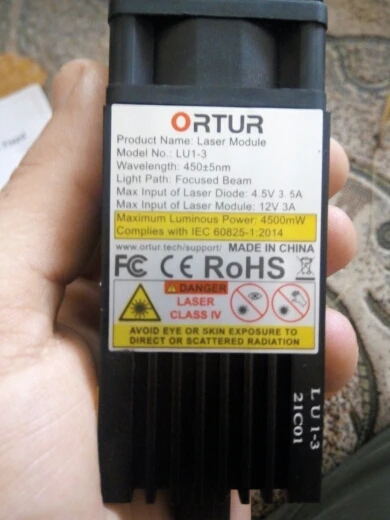 ORTUR
Product Name: Laser Module
Model No.: LU1-3
Wavelength: 450±5nm
Light Path: Focused Beam
Max Input of Laser Diode: 4.5V 3.5A
Max Input of Laser Module: 12V 3A
Maximum Luminous Power: 4500mW
Complies with IEC 60825-1:2014
www.ortur.tech/support/ MADE IN CHINA
FC CE RoHS
DANGER
LASER
CLASS IV
AVOID EYE OR SKIN EXPOSURE TO
DIRECT OR SCATTERED RADIATION
LU1-3
21C01